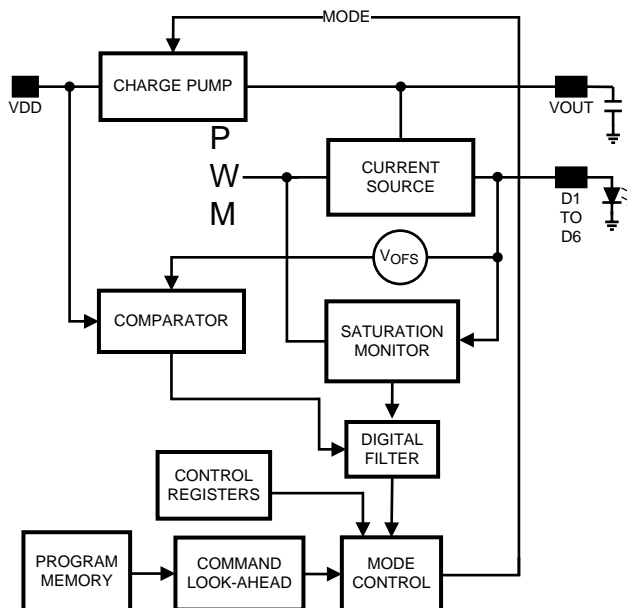 MODE
CHARGE PUMP
VDD
VOUT
P
W
M
CURRENT
SOURCE
D1
TO
D6
VOFS
COMPARATOR
SATURATION
MONITOR
DIGITAL
FILTER
CONTROL
REGISTERS
PROGRAM
MEMORY
COMMAND
LOOK-AHEAD
MODE
CONTROL